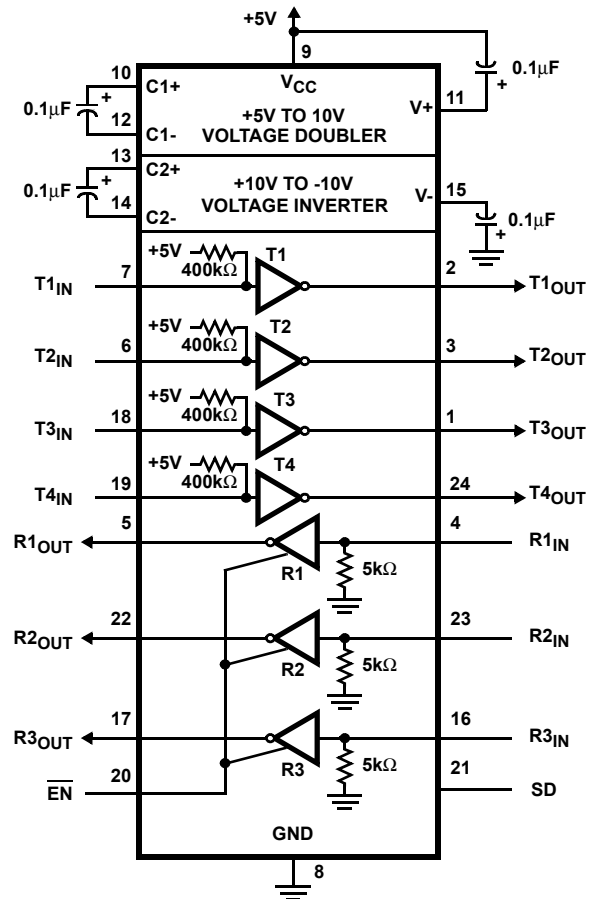 +5V
9
10
C1+
VCC
0.1µF
+
0.1µF
+
+5V TO 10V
VOLTAGE DOUBLER
V+
11
12
C1-
13
C2+
0.1µF
+
+10V TO -10V
VOLTAGE INVERTER
V-
15
14
C2-
0.1µF
+
+5V
400kΩ
T1
T1IN
7
2
T1OUT
+5V
400kΩ
T2
T2IN
6
3
T2OUT
+5V
400kΩ
T3
T3IN
18
1
T3OUT
+5V
400kΩ
T4
T4IN
19
24
T4OUT
R1OUT
5
4
R1IN
R1
5kΩ
R2OUT
22
23
R2IN
R2
5kΩ
R3OUT
17
16
R3IN
R3
5kΩ
EN
20
21
SD
GND
8